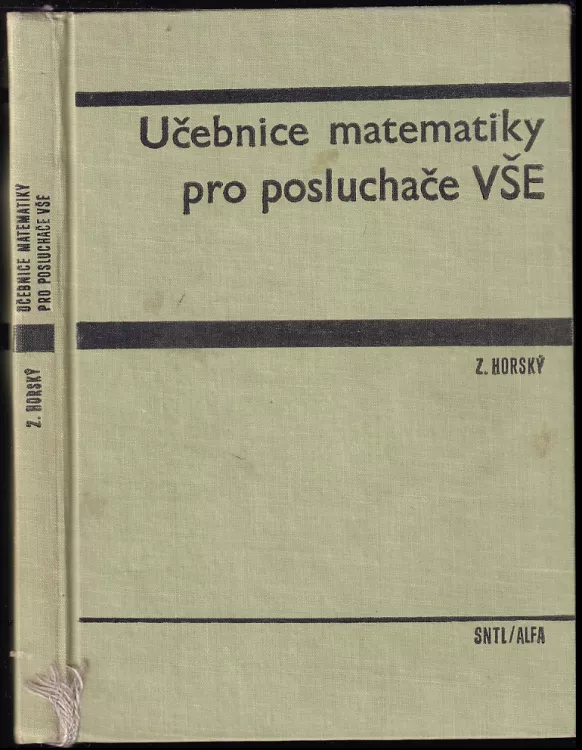 Učebnice matematiky
pro posluchače VŠE
Z. HORSKÝ
SNTL/ALFA
UČEBNICE MATEMATIKY
PRO POSLUCHAČE VŠE
Z. HORSKÝ